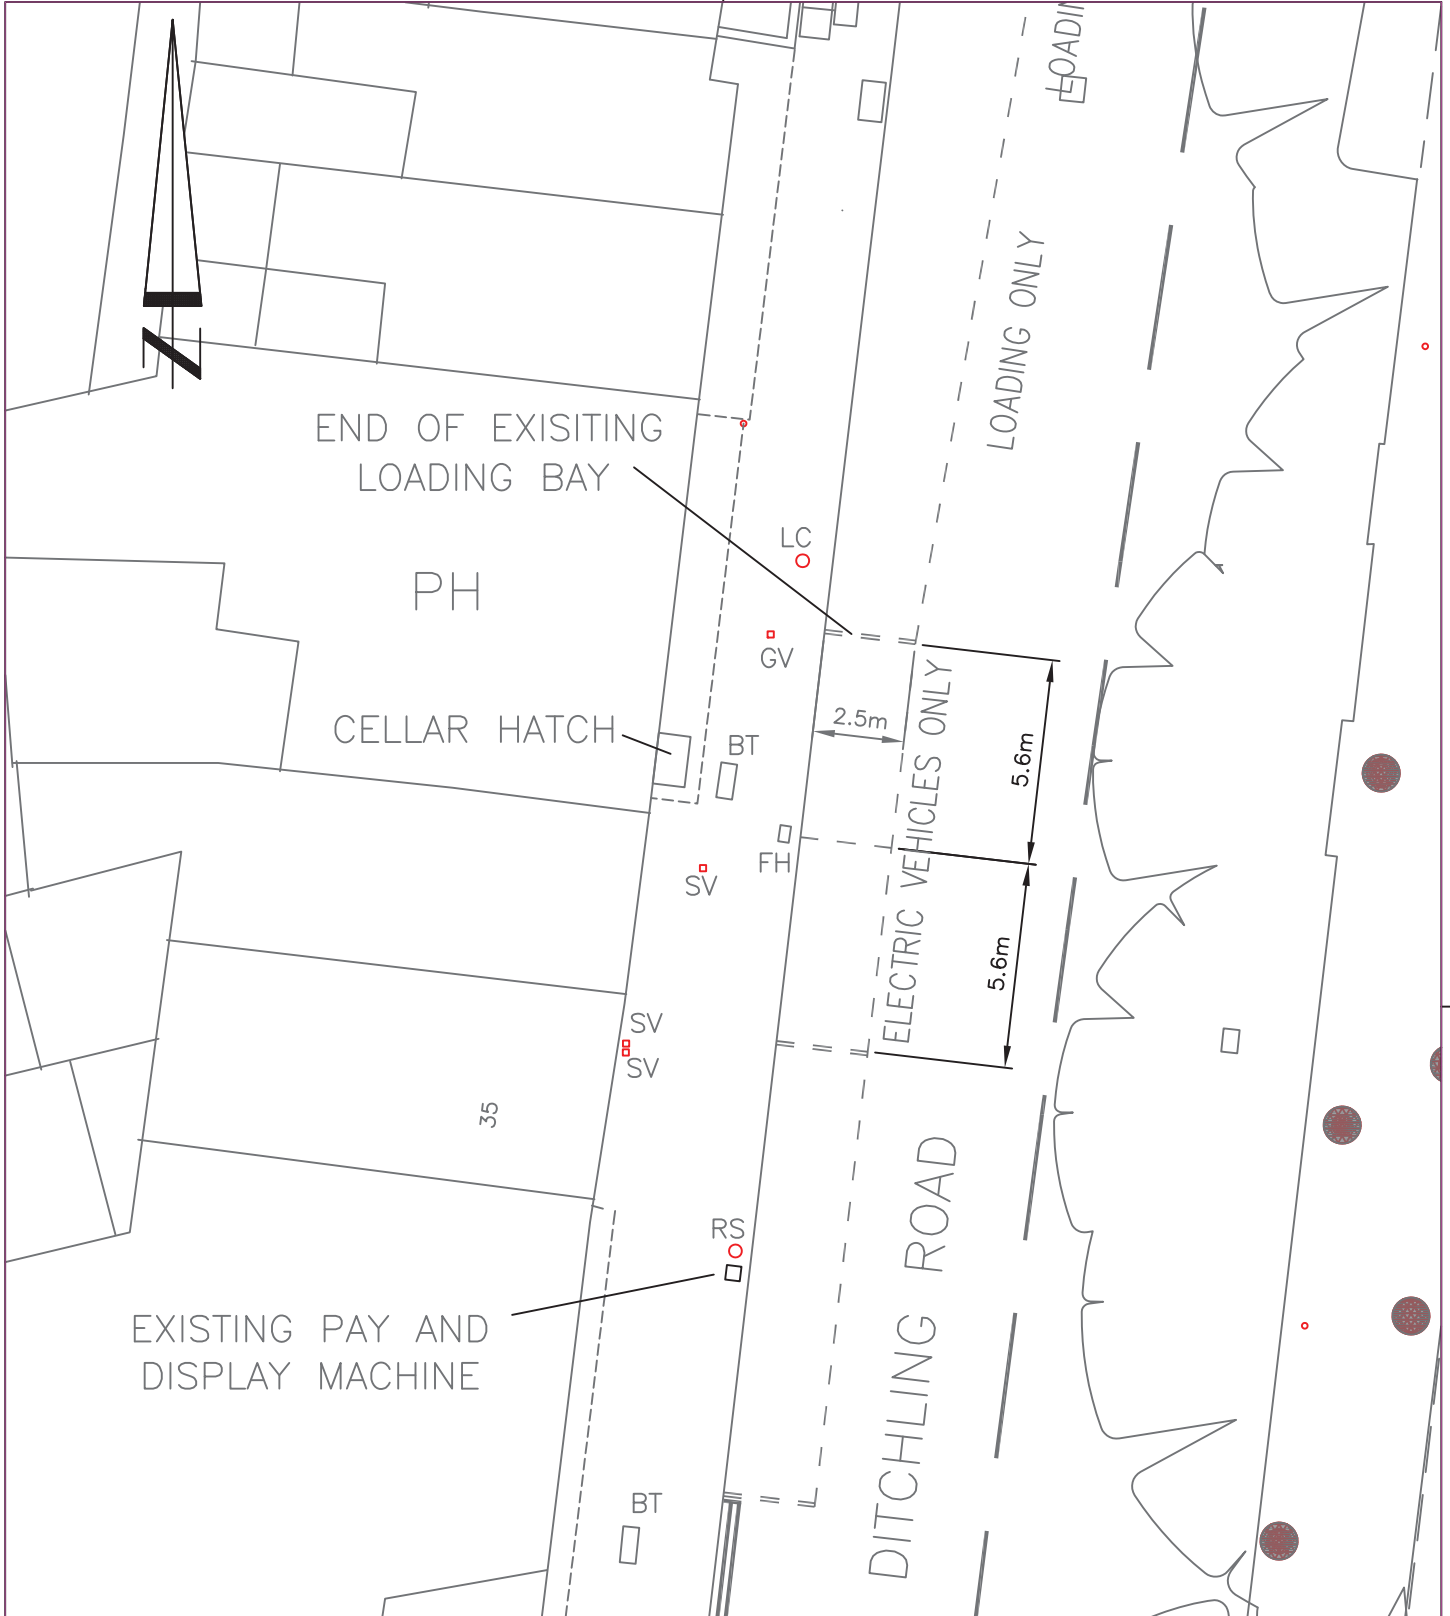 LOADIN
LOADING ONLY
END OF EXISITING
LOADING BAY
LC
PH
GV
CELLAR HATCH
BT
2.5m
ELECTRIC VEHICLES ONLY
5.6m
FH
SV
5.6m
SV
SV
35
RS
EXISTING PAY AND
DISPLAY MACHINE
DITCHLING ROAD
BT
N